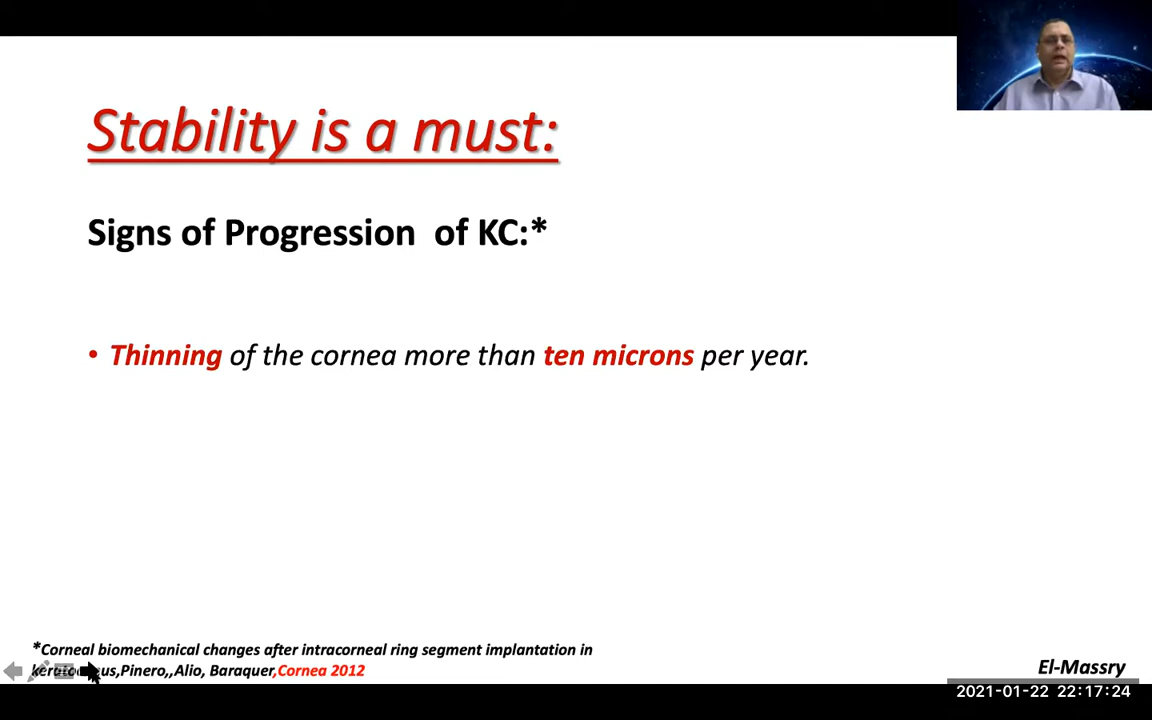 Stability is a must:
Signs of Progression of KC:*
• Thinning of the cornea more than ten microns per year.
*Corneal biomechanical changes after intracorneal ring segment implantation in
Pinero,,Alio, Baraquer,Cornea 2012
El-Massry
2021-01-22 22:17:24